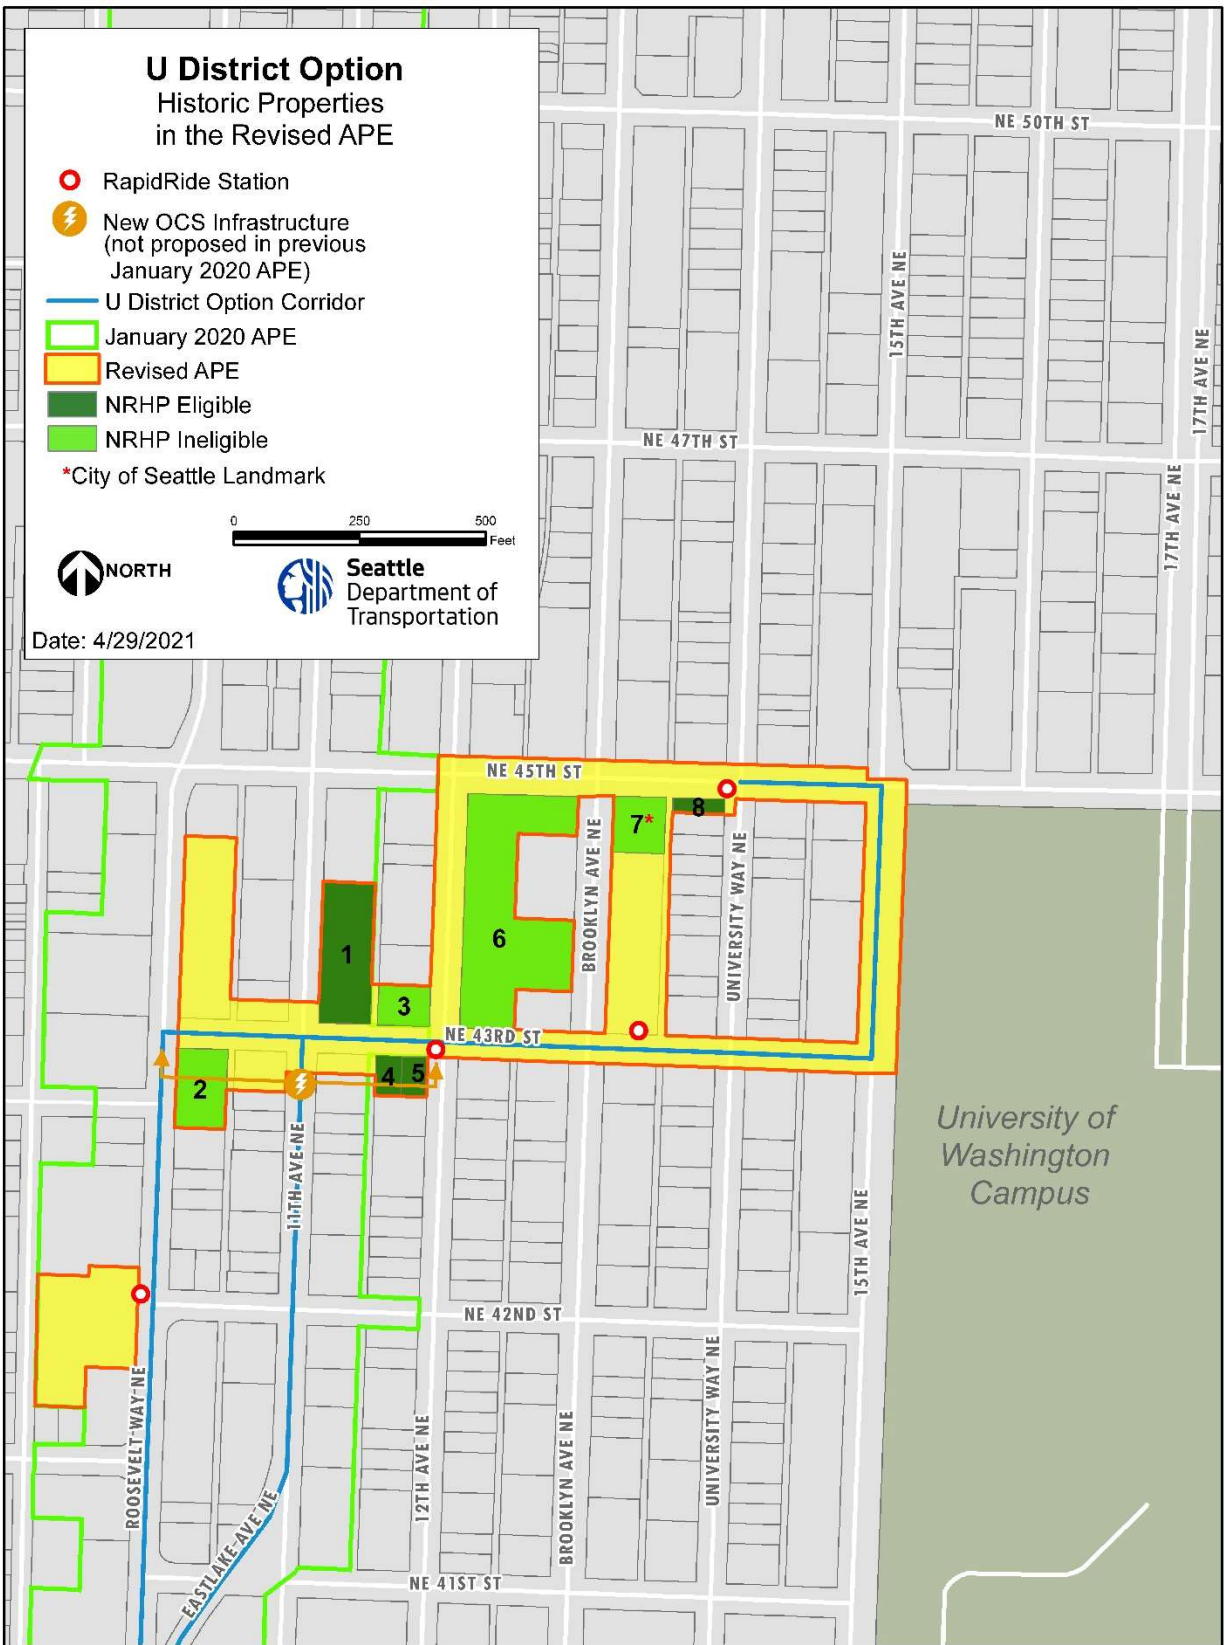 U District Option
Historic Properties
in the Revised APE
RapidRide Station
New OCS Infrastructure
(not proposed in previous
January 2020 APE)
U District Option Corridor
January 2020 APE
Revised APE
NRHP Eligible
NRHP Ineligible
*City of Seattle Landmark
0 250 500
Feet
NORTH
Seattle
Department of
Transportation
Date: 4/29/2021
NE 50TH ST
15TH AVE NE
17TH AVE NE
NE 47TH ST
17TH AVE NE
NE 45TH ST
8
7*
BROOKLYN AVE NE
UNIVERSITY WAY NE
6
1
3
NE 43RD ST
2
4 5
11TH AVE NE
University of
Washington
Campus
15TH AVE NE
NE 42ND ST
ROOSEVELT WAY NE
UNIVERSITY WAY NE
12TH AVE NE
BROOKLYN AVE NE
EASTLAKE AVE NE
NE 41ST ST